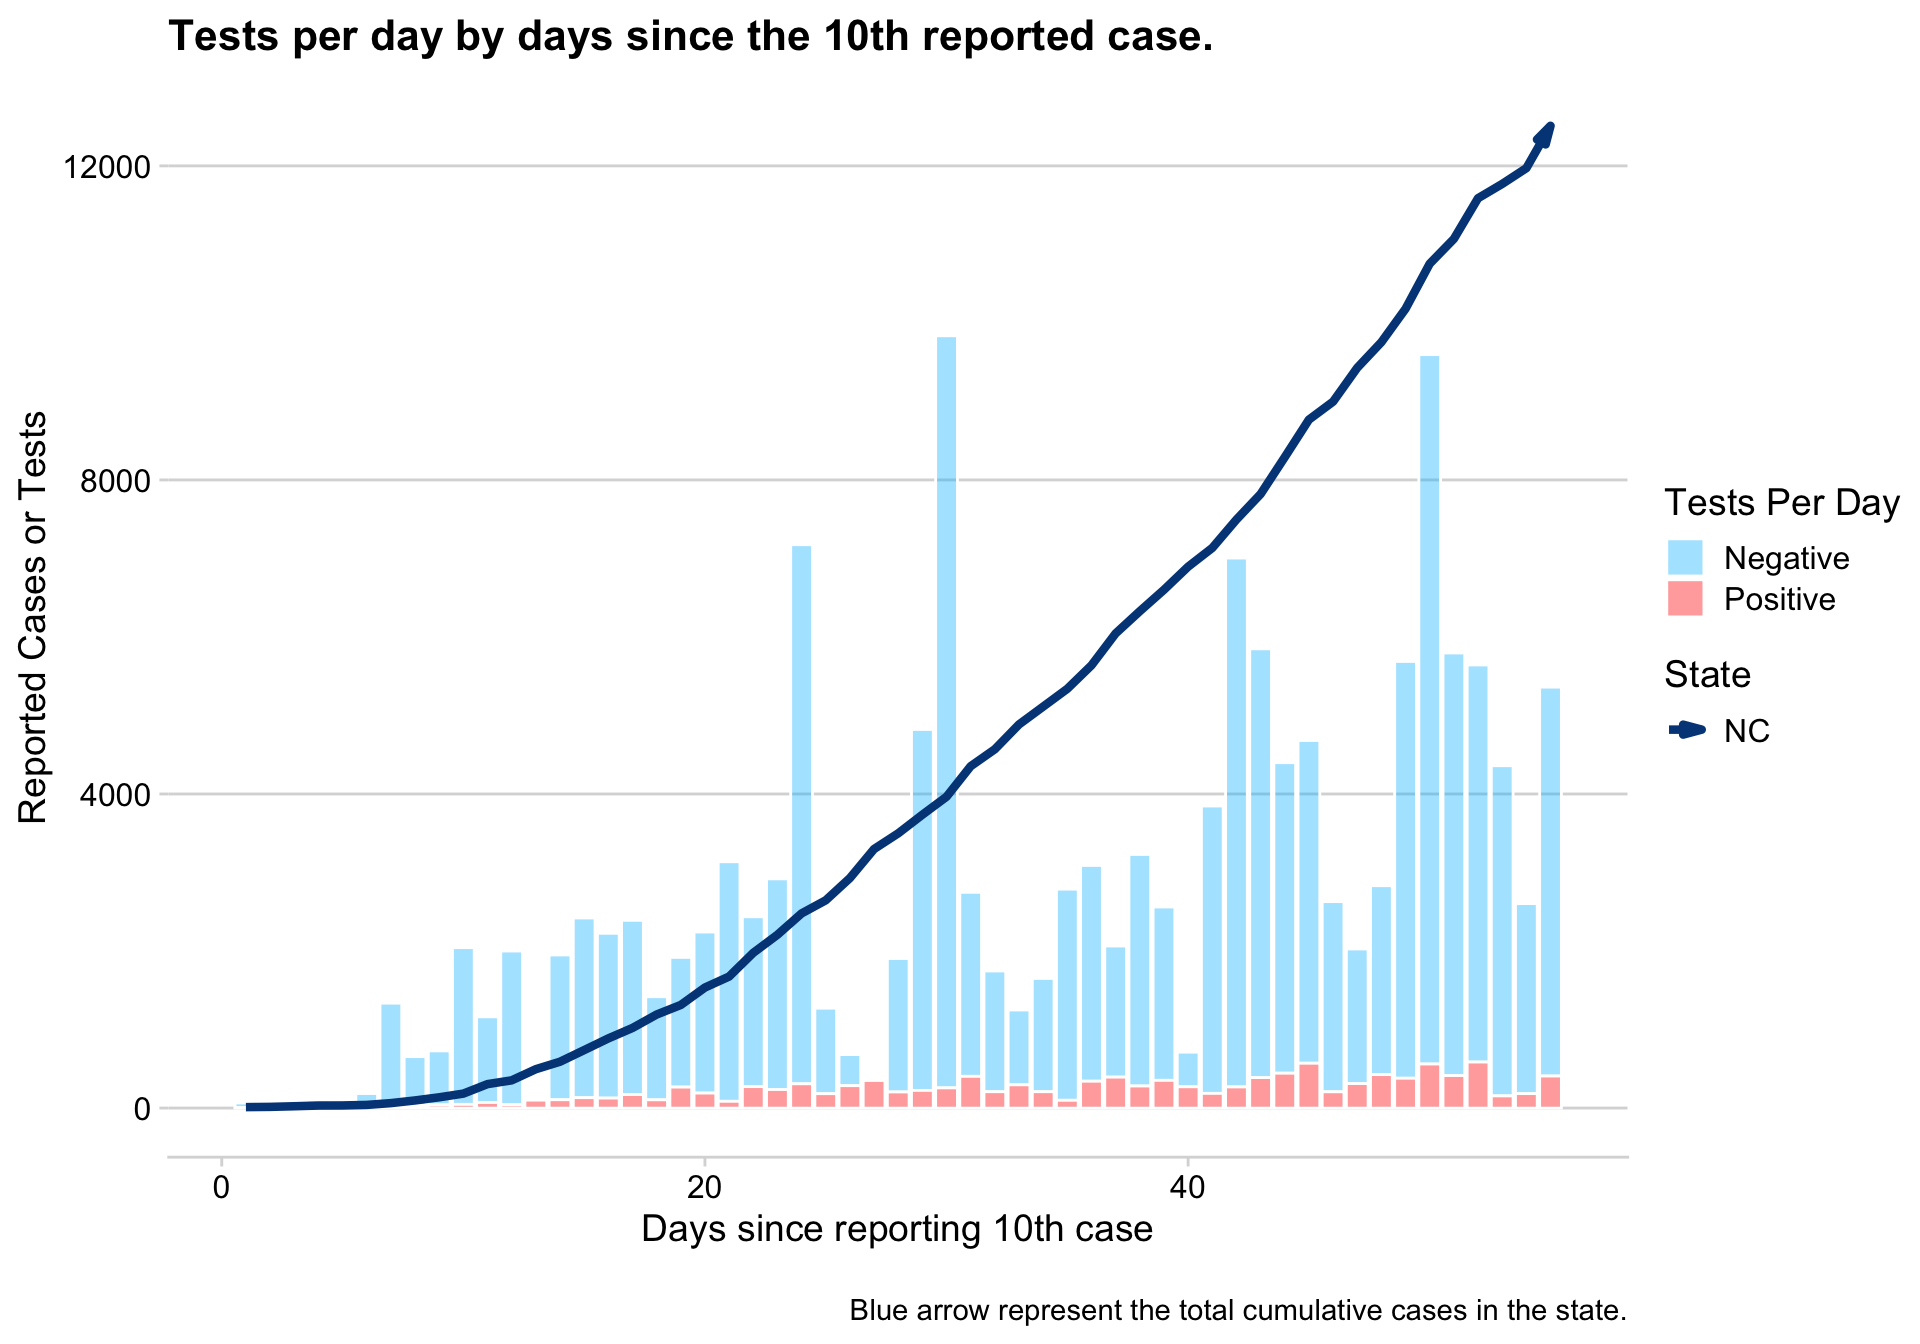 Tests per day by days since the 10th reported case.
12000
8000
4000
0
Reported Cases or Tests
0
20
40
Days since reporting 10th case
Tests Per Day
Negative
Positive
State
NC
Blue arrow represent the total cumulative cases in the state.